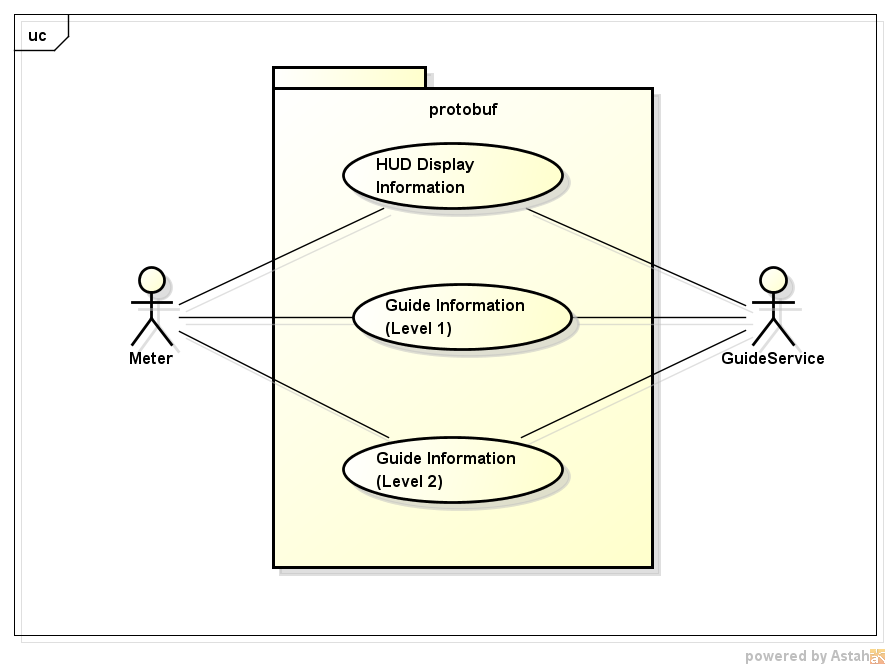 uc
protobuf
HUD Display
Information
Guide Information
(Level 1)
Meter
GuideService
Guide Information
(Level 2)
powered by Astah